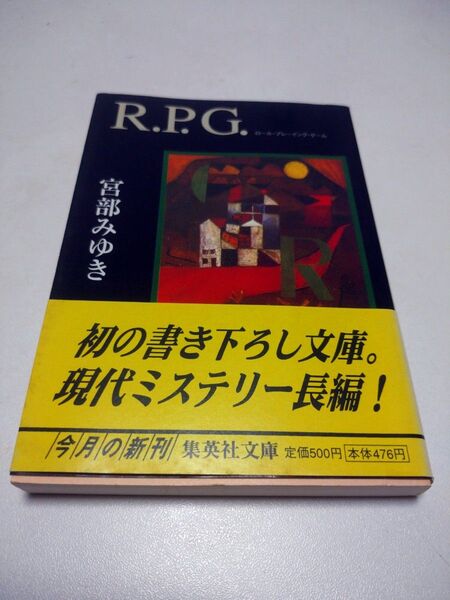 R.P.G. ロール・プレーイング・ゲーム
宮部みゆき
R
初の書き下ろし文庫。
現代ミステリー長編!
今月の新刊 集英社文庫 定価500円 本体476円